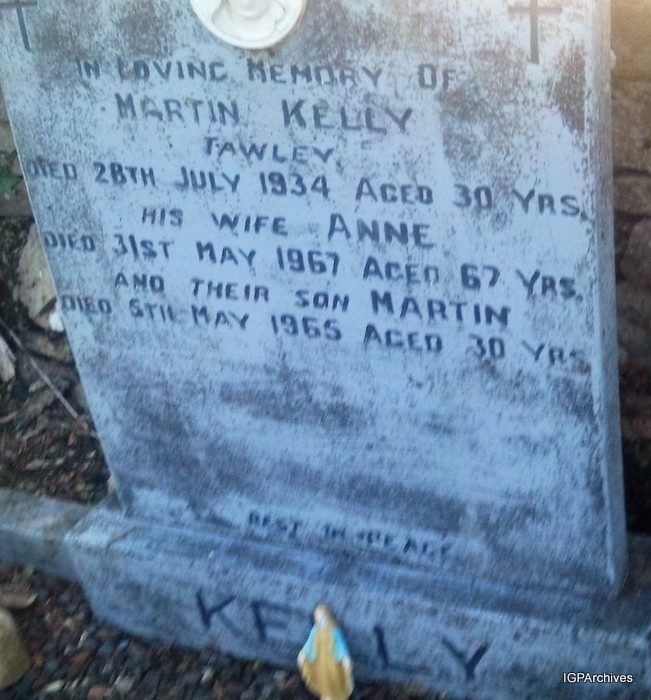 IN LOVING MEMORY OF
MARTIN KELLY
TAWLEY,
DIED 28TH JULY 1934 AGED 30 YRS.
HIS WIFE ANNE
DIED 31ST MAY 1967 AGED 67 YRS.
AND THEIR SON MARTIN
DIED 5TH MAY 1965 AGED 30 YRS
REST IN PEACE
KELLY
IGPArchives